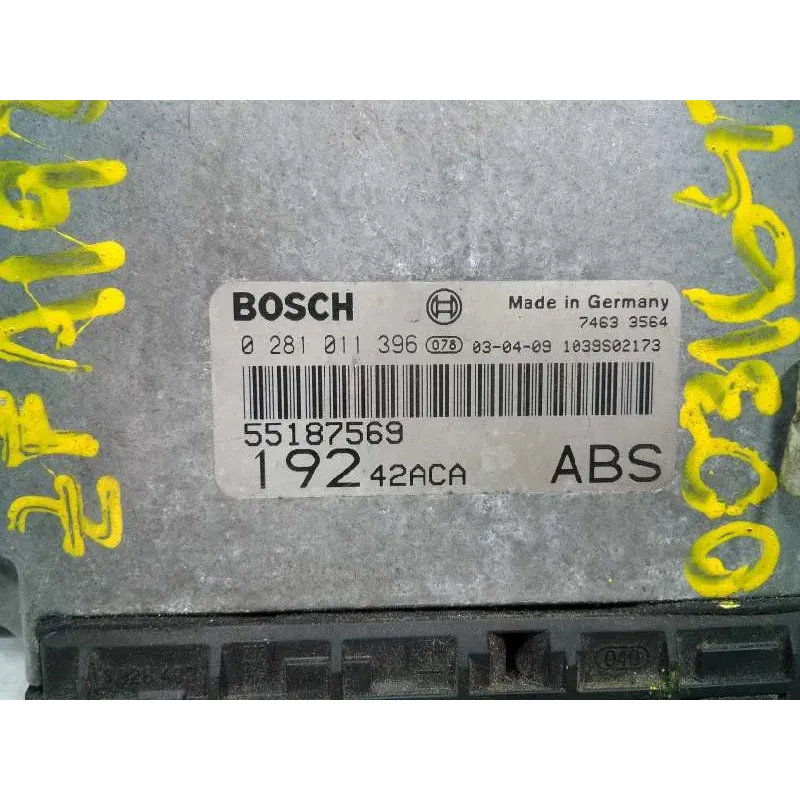 BOSCH Made in Germany
7463 3564
0 281 011 396 078 03-04-09 1039S02173
55187569
192 42ACA ABS
040